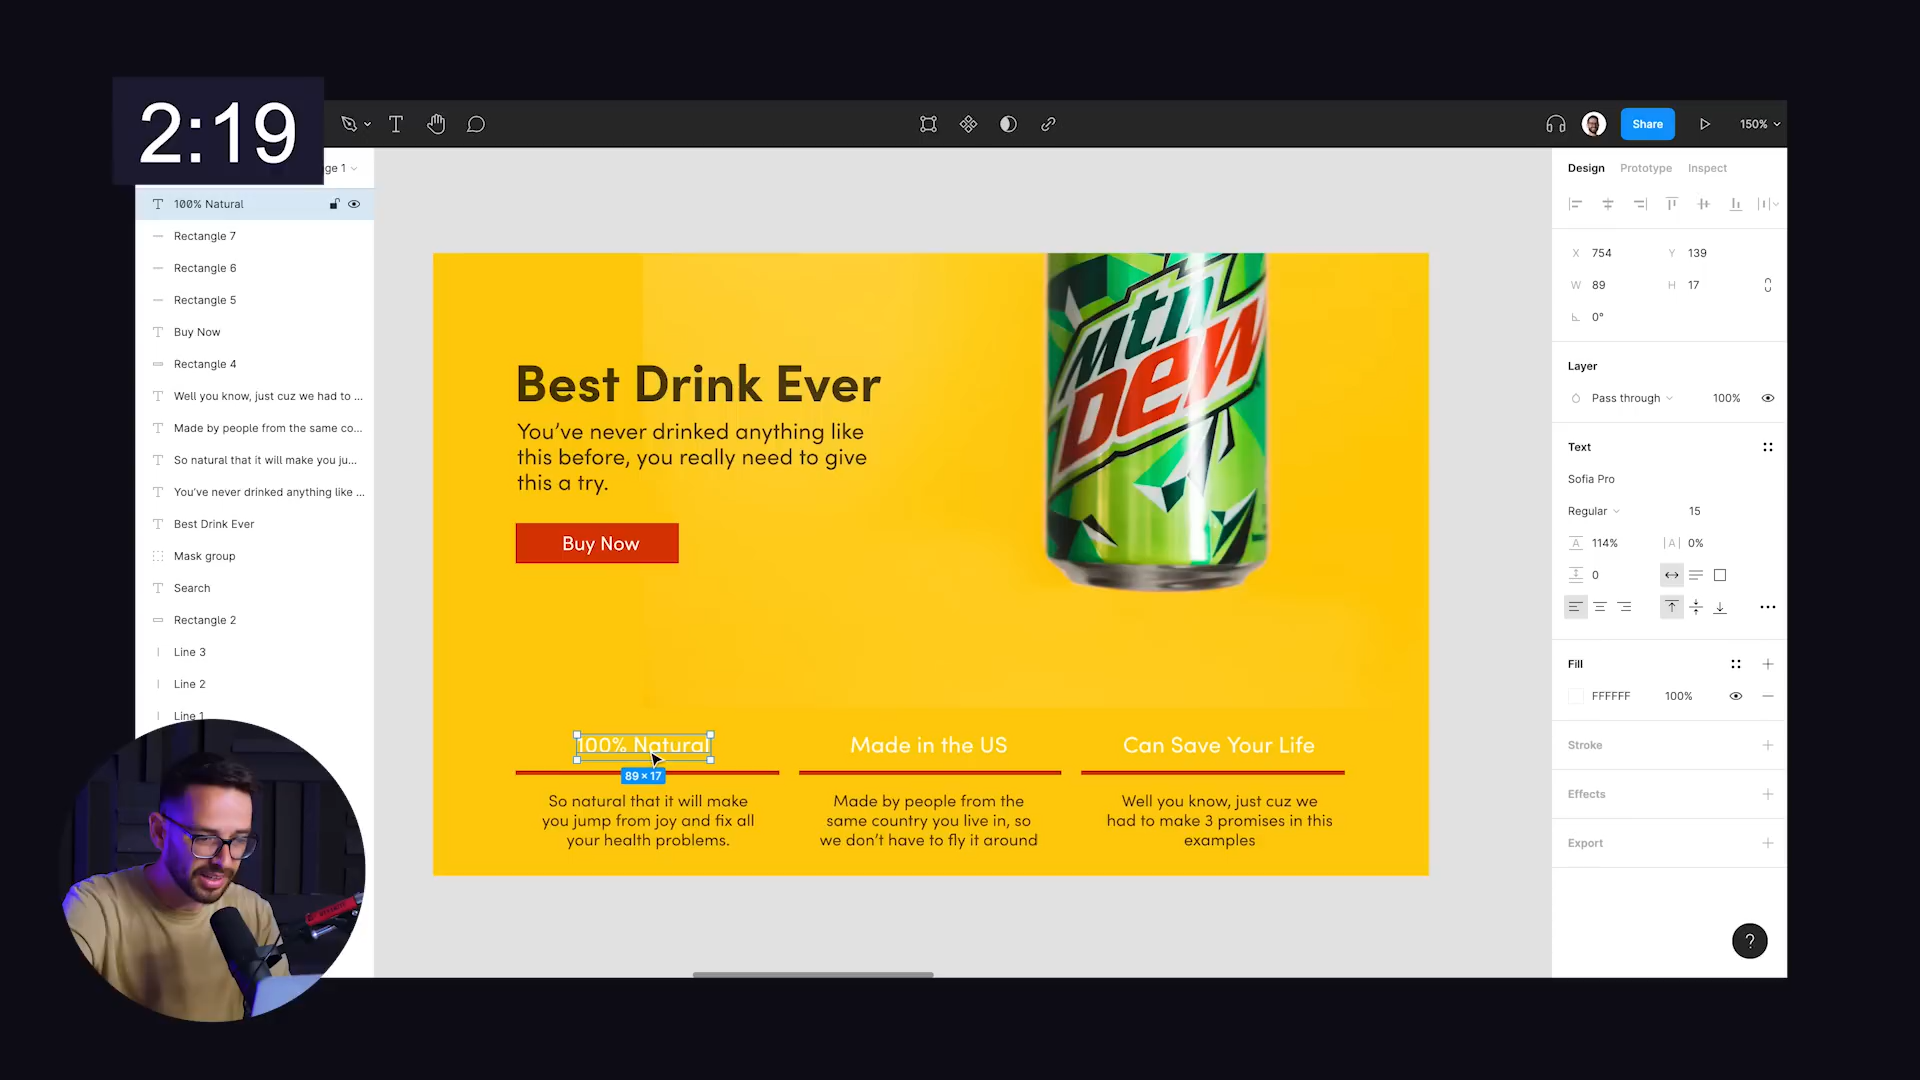 2:19
ge 1
Share
150%
100% Natural
Rectangle 7
Rectangle 6
Rectangle 5
Buy Now
Rectangle 4
Well you know, just cuz we had to ...
Made by people from the same co...
So natural that it will make you ju...
You've never drinked anything like ...
Best Drink Ever
Mask group
Search
Rectangle 2
Line 3
Line 2
Line 1
Mtn
Dew
Best Drink Ever
You've never drinked anything like
this before, you really need to give
this a try.
Buy Now
100% Natural
89 × 17
So natural that it will make
you jump from joy and fix all
your health problems.
Made in the US
Made by people from the
same country you live in, so
we don't have to fly it around
Can Save Your Life
Well you know, just cuz we
had to make 3 promises in this
examples
Design Prototype Inspect
X 754 Y 139
W 89 H 17
0°
Layer
Pass through 100%
Text
Sofia Pro
Regular 15
A 114% |A| 0%
0
Fill
FFFFFF 100%
Stroke
Effects
Export
?